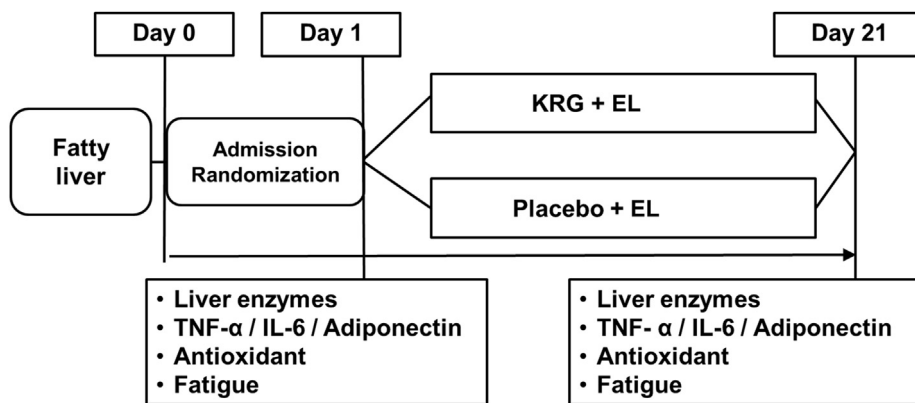 Day 0
Day 1
Day 21
Fatty
liver
Admission
Randomization
KRG + EL
Placebo + EL
• Liver enzymes
• TNF-α / IL-6 / Adiponectin
• Antioxidant
• Fatigue
• Liver enzymes
• TNF- α / IL-6 / Adiponectin
• Antioxidant
• Fatigue